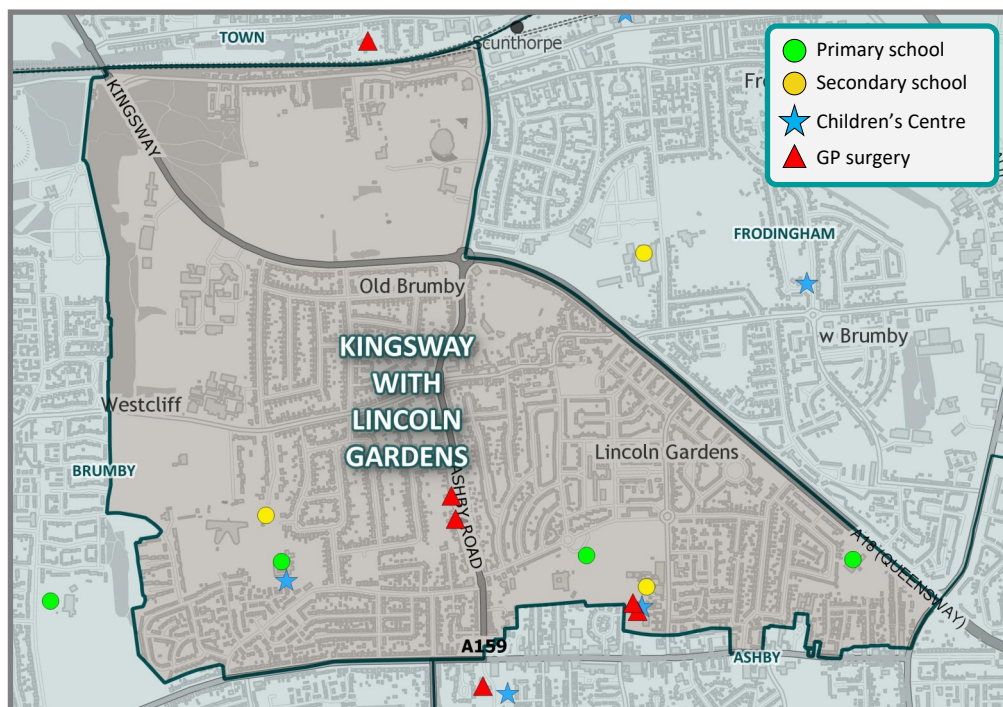 TOWN
Scunthorpe
Primary school
Secondary school
Children's Centre
GP surgery
KINGSWAY
FRODINGHAM
Old Brumby
KINGSWAY
WITH
LINCOLN
GARDENS
w Brumby
Westcliff
Lincoln Gardens
BRUMBY
ASHBY ROAD
A18 (QUEENSWAY)
A159
ASHBY